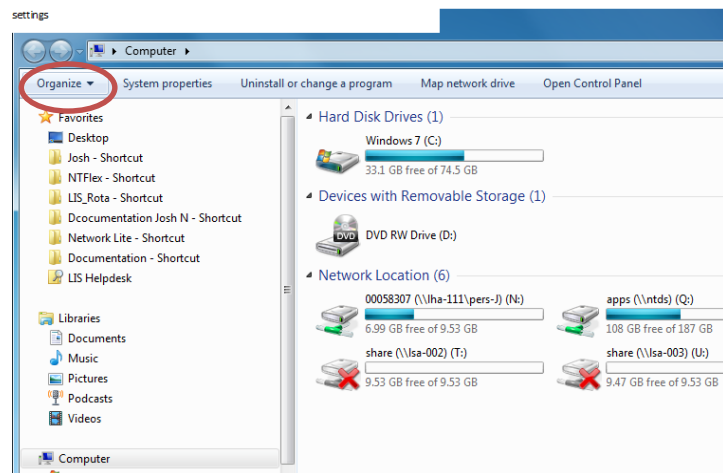 settings
Computer
Organize
System properties
Uninstall or change a program
Map network drive
Open Control Panel
Favorites
Desktop
Josh - Shortcut
NTFlex - Shortcut
LIS_Rota - Shortcut
Dcocumentation Josh N - Shortcut
Network Lite - Shortcut
Documentation - Shortcut
LIS Helpdesk
Libraries
Documents
Music
Pictures
Podcasts
Videos
Computer
Hard Disk Drives (1)
Windows 7 (C:)
33.1 GB free of 74.5 GB
Devices with Removable Storage (1)
DVD
DVD RW Drive (D:)
Network Location (6)
00058307 (\\lha-111\pers-J) (N:)
6.99 GB free of 9.53 GB
apps (\\ntds) (Q:)
108 GB free of 187 GB
share (\\lsa-002) (T:)
9.53 GB free of 9.53 GB
share (\\lsa-003) (U:)
9.47 GB free of 9.53 GB